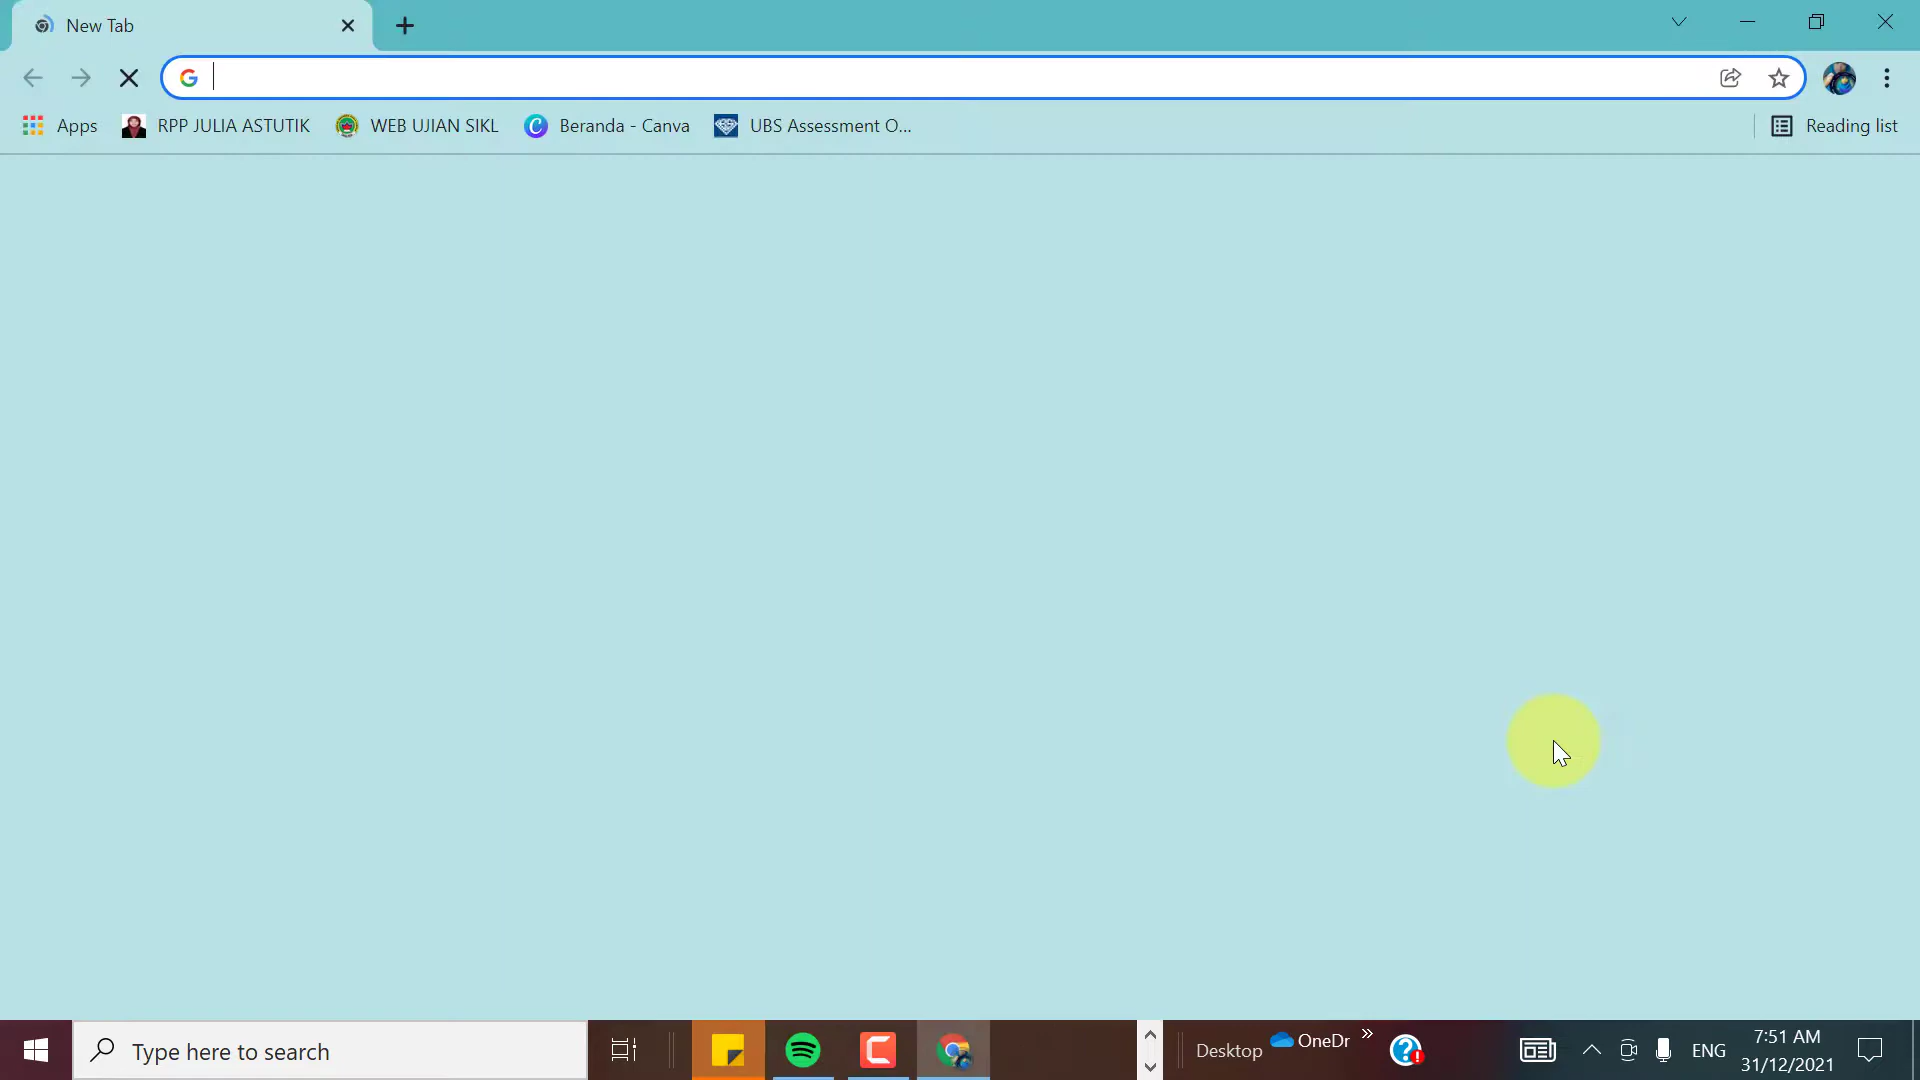 New Tab
Apps
RPP JULIA ASTUTIK
WEB UJIAN SIKL
Beranda - Canva
UBS Assessment O...
Reading list
Type here to search
Desktop
OneDr
ENG
7:51 AM
31/12/2021